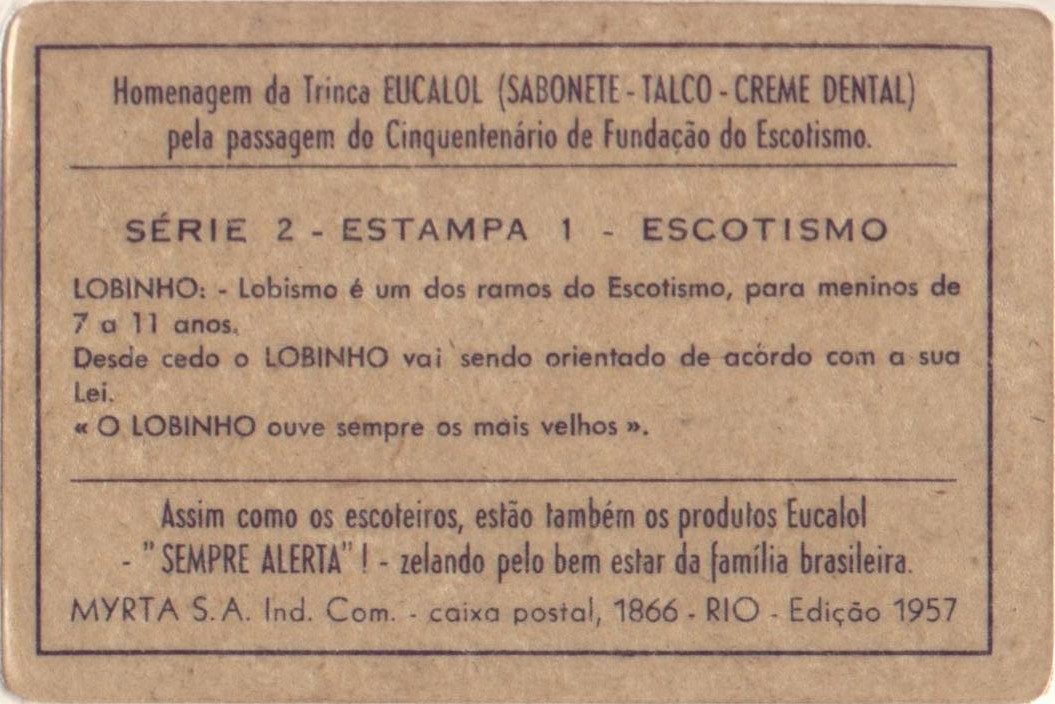 Homenagem da Trinca EUCALOL (SABONETE - TALCO - CREME DENTAL)
pela passagem do Cinquentenário de Fundação do Escotismo.
SÉRIE 2 - ESTAMPA 1 - ESCOTISMO
LOBINHO: - Lobismo é um dos ramos do Escotismo, para meninos de
7 a 11 anos.
Desde cedo o LOBINHO vai sendo orientado de acôrdo com a sua
Lei.
« O LOBINHO ouve sempre os mais velhos ».
Assim como os escoteiros, estão também os produtos Eucalol
- "SEMPRE ALERTA" ! - zelando pelo bem estar da família brasileira.
MYRTA S. A. Ind. Com. - caixa postal, 1866 - RIO - Edição 1957